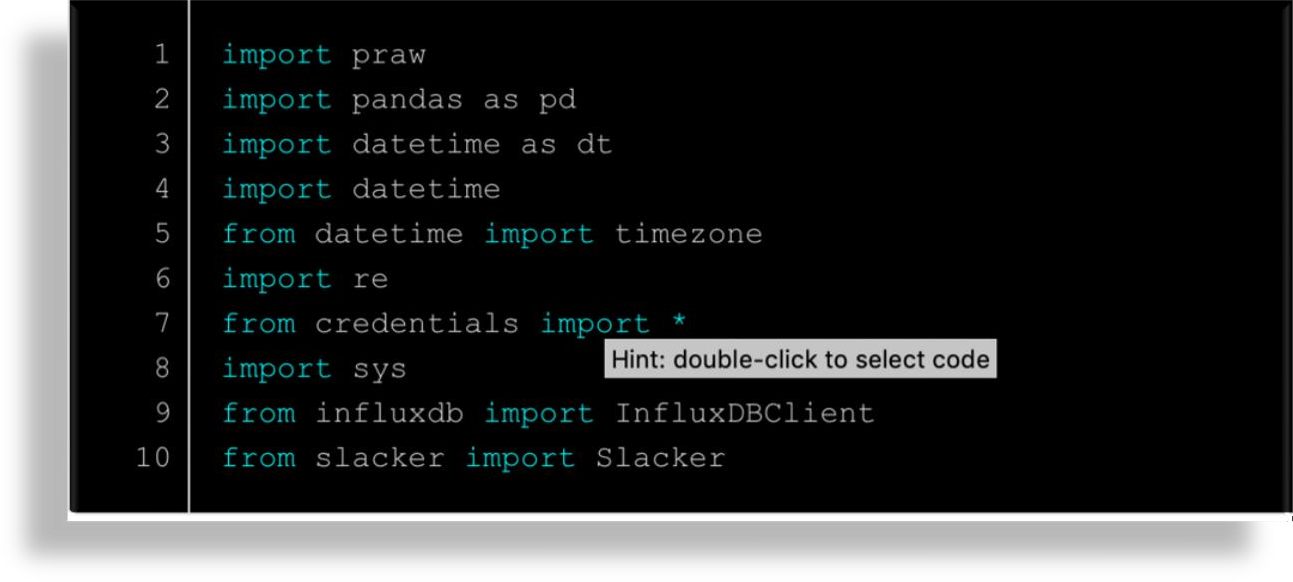 1 import praw
2 import pandas as pd
3 import datetime as dt
4 import datetime
5 from datetime import timezone
6 import re
7 from credentials import *
Hint: double-click to select code
8 import sys
9 from influxdb import InfluxDBClient
10 from slacker import Slacker